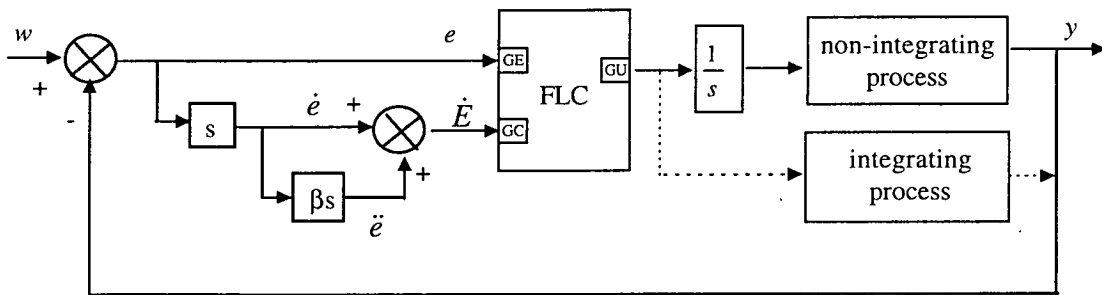 w
+
-
e
s
ė
+
βs
ë
+
Ė
GE
GC
FLC
GU
1
s
non-integrating
process
integrating
process
y